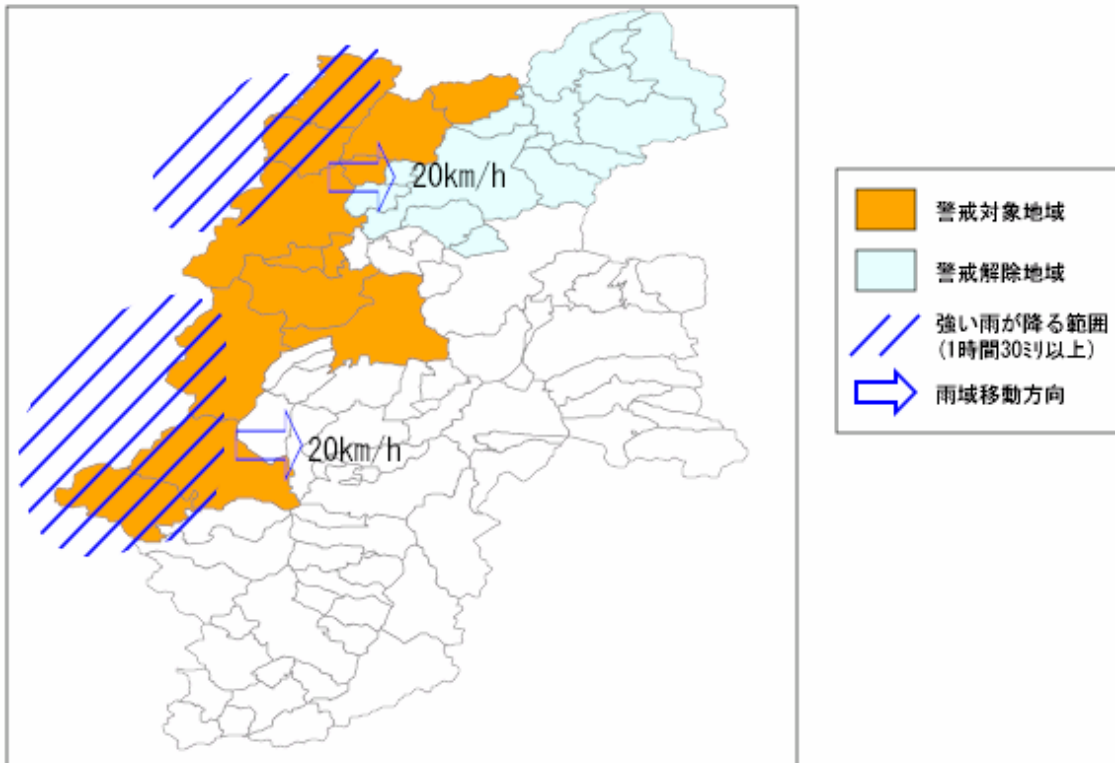 20km/h
20km/h
警戒対象地域
警戒解除地域
強い雨が降る範囲
(1時間30ミリ以上)
雨域移動方向